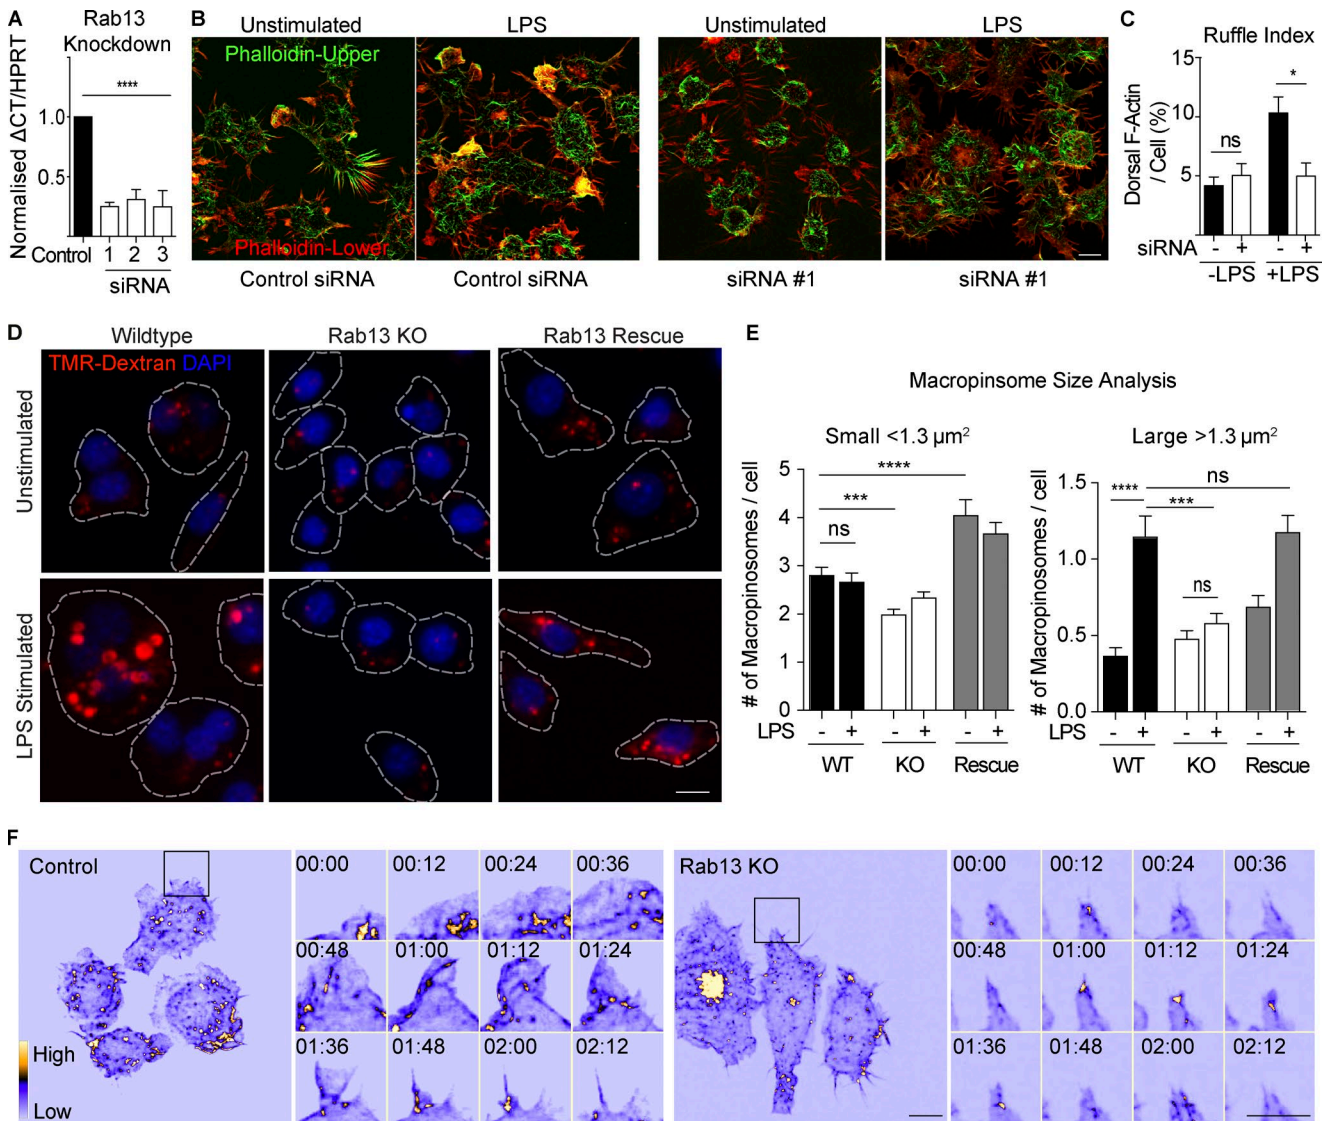 A
Rab13
Knockdown
Normalised ΔCT/HPRT
1.0
0.5
****
Control
1 2 3
siRNA
B
Unstimulated
LPS
Unstimulated
LPS
Phalloidin-Upper
Phalloidin-Lower
Control siRNA
Control siRNA
siRNA #1
siRNA #1
C
Ruffle Index
Dorsal F-Actin
/ Cell (%)
15
10
5
0
ns
*
siRNA - + - +
-LPS +LPS
D
Wildtype
Rab13 KO
Rab13 Rescue
TMR-Dextran DAPI
Unstimulated
LPS Stimulated
E
Macropinsome Size Analysis
Small <1.3 µm²
# of Macropinosomes / cell
5
4
3
2
1
0
****
***
ns
LPS - + - + - +
WT KO Rescue
Large >1.3 µm²
# of Macropinosomes / cell
1.5
1.0
0.5
0.0
ns
****
***
ns
- + - + - +
WT KO Rescue
F
Control
High
Low
00:00 00:12 00:24 00:36
00:48 01:00 01:12 01:24
01:36 01:48 02:00 02:12
Rab13 KO
00:00 00:12 00:24 00:36
00:48 01:00 01:12 01:24
01:36 01:48 02:00 02:12